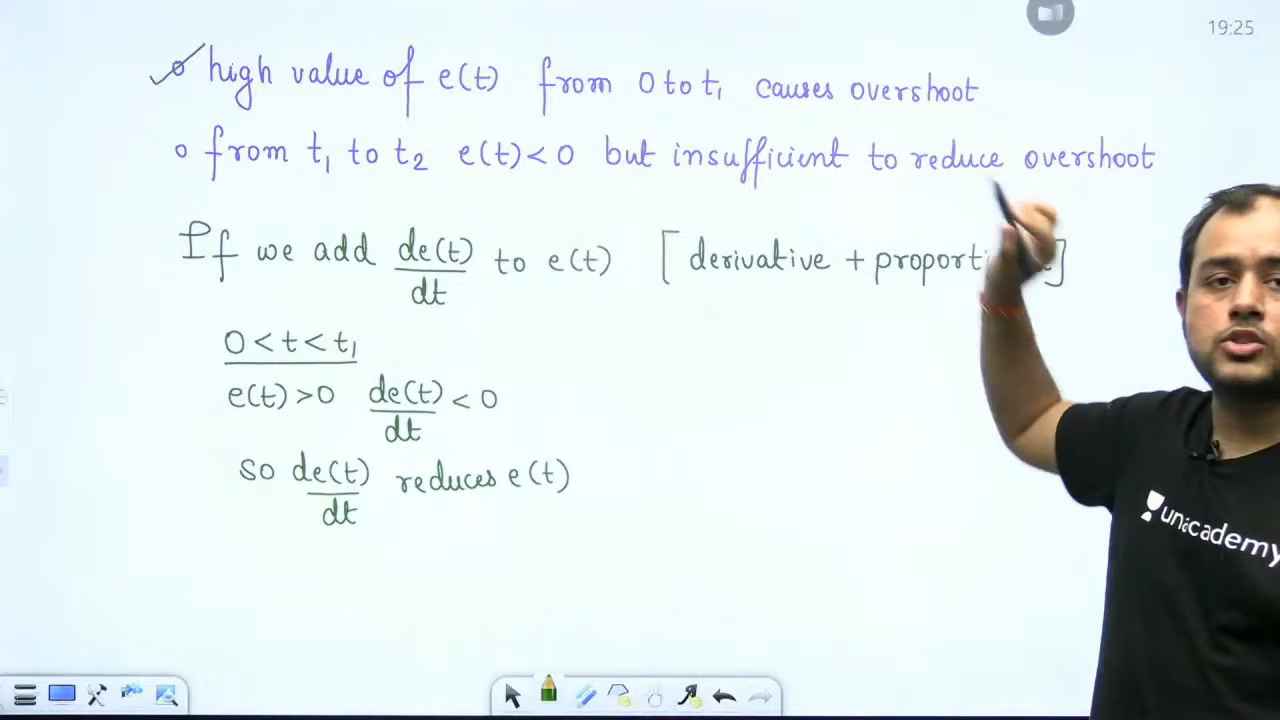 19:25
high value of e(t) from 0 to t₁ causes overshoot
o from t₁ to t₂ e(t)<0 but insufficient to reduce overshoot
If we add de(t)/dt to e(t) [derivative + ]
0<t<t₁
e(t)>0 de(t)/dt <0
so de(t)/dt reduces e(t)
unacademy